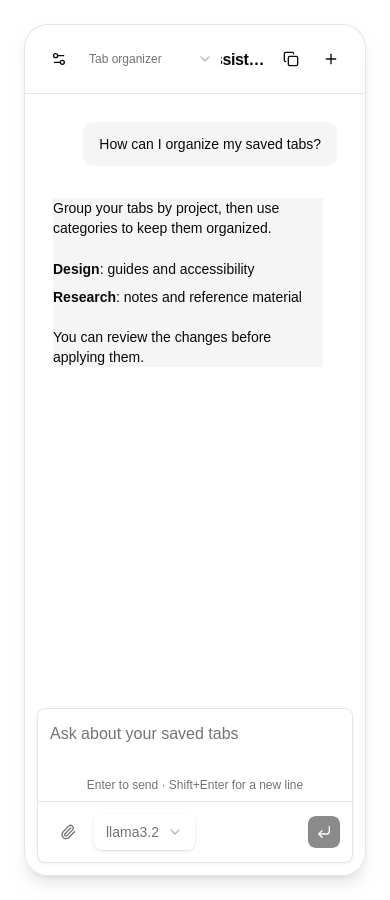 Tab organizer
sist...
How can I organize my saved tabs?
Group your tabs by project, then use
categories to keep them organized.
Design: guides and accessibility
Research: notes and reference material
You can review the changes before
applying them.
Ask about your saved tabs
Enter to send · Shift+Enter for a new line
llama3.2